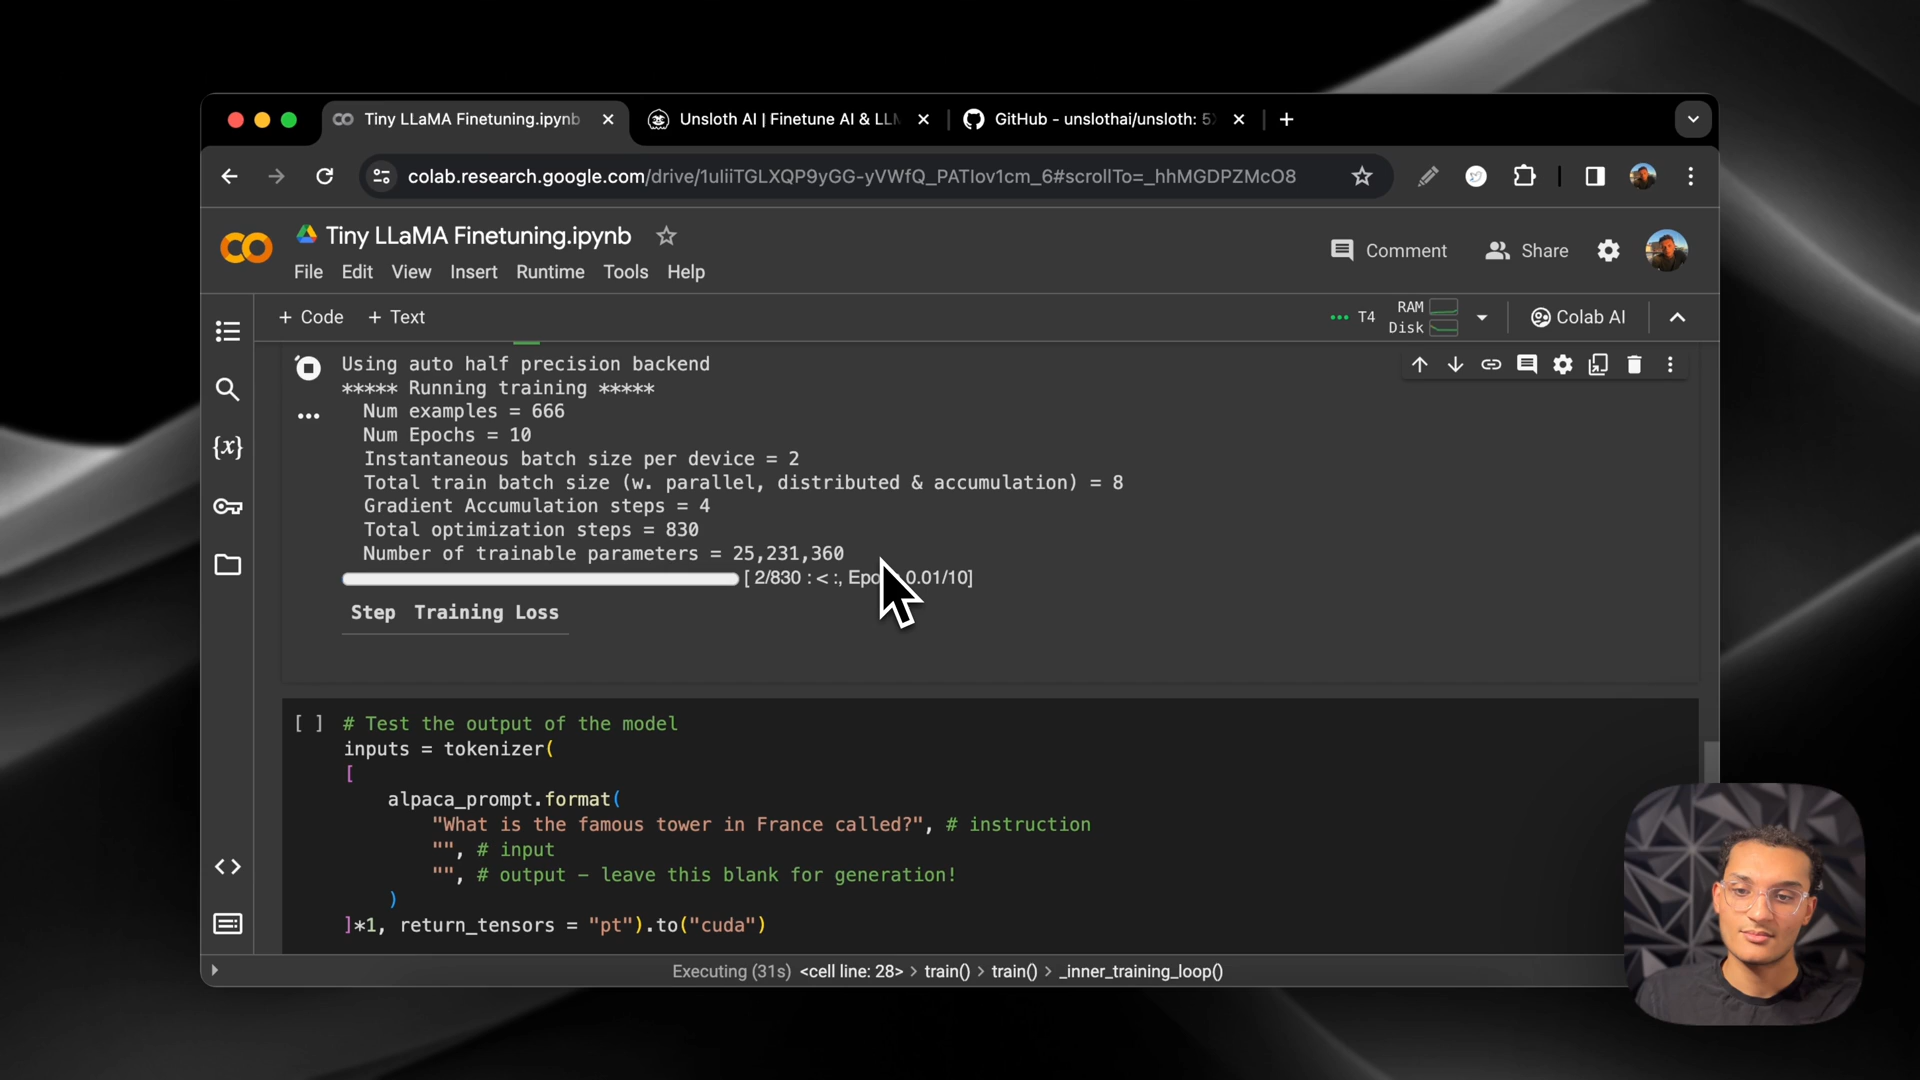 Tiny LLaMA Finetuning.ipynb
Unsloth AI | Finetune AI & LLM
GitHub - unslothai/unsloth: 5X
colab.research.google.com/drive/1uliiTGLXQP9yGG-yVWfQ_PATlov1cm_6#scrollTo=_hhMGDPZMcO8
Tiny LLaMA Finetuning.ipynb
Comment
Share
File Edit View Insert Runtime Tools Help
+ Code + Text
T4
RAM
Disk
Colab AI
Using auto half precision backend
***** Running training *****
Num examples = 666
Num Epochs = 10
Instantaneous batch size per device = 2
Total train batch size (w. parallel, distributed & accumulation) = 8
Gradient Accumulation steps = 4
Total optimization steps = 830
Number of trainable parameters = 25,231,360
[ 2/830 : < :, Epo 0.01/10]
Step Training Loss
[ ] # Test the output of the model
inputs = tokenizer(
[
alpaca_prompt.format(
"What is the famous tower in France called?", # instruction
"", # input
"", # output – leave this blank for generation!
)
]*1, return_tensors = "pt").to("cuda")
Executing (31s) <cell line: 28> > train() > train() > _inner_training_loop()